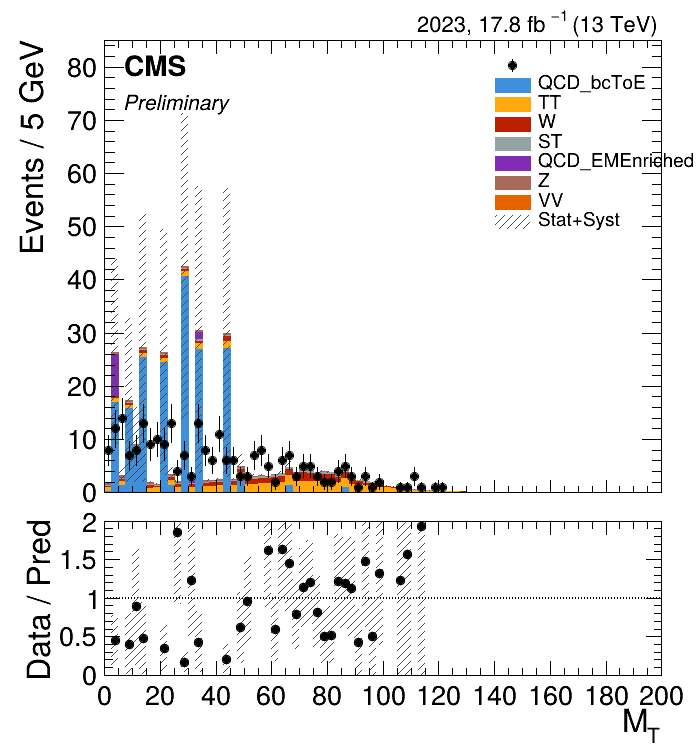 2023, 17.8 fb⁻¹ (13 TeV)
CMS
Preliminary
Events / 5 GeV
80
70
60
50
40
30
20
10
0
QCD_bcToE
TT
W
ST
QCD_EMEnriched
Z
VV
Stat+Syst
Data / Pred
2
1.5
1
0.5
0
0 20 40 60 80 100 120 140 160 180 200
M_T